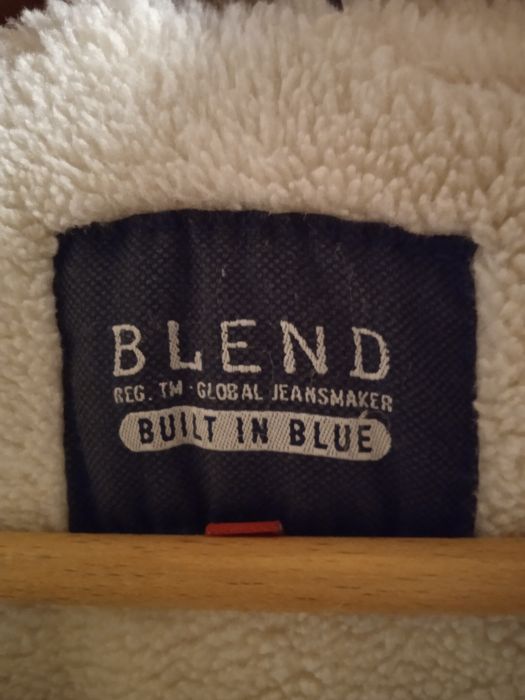 BLEND
REG. TM · GLOBAL JEANSMAKER
BUILT IN BLUE